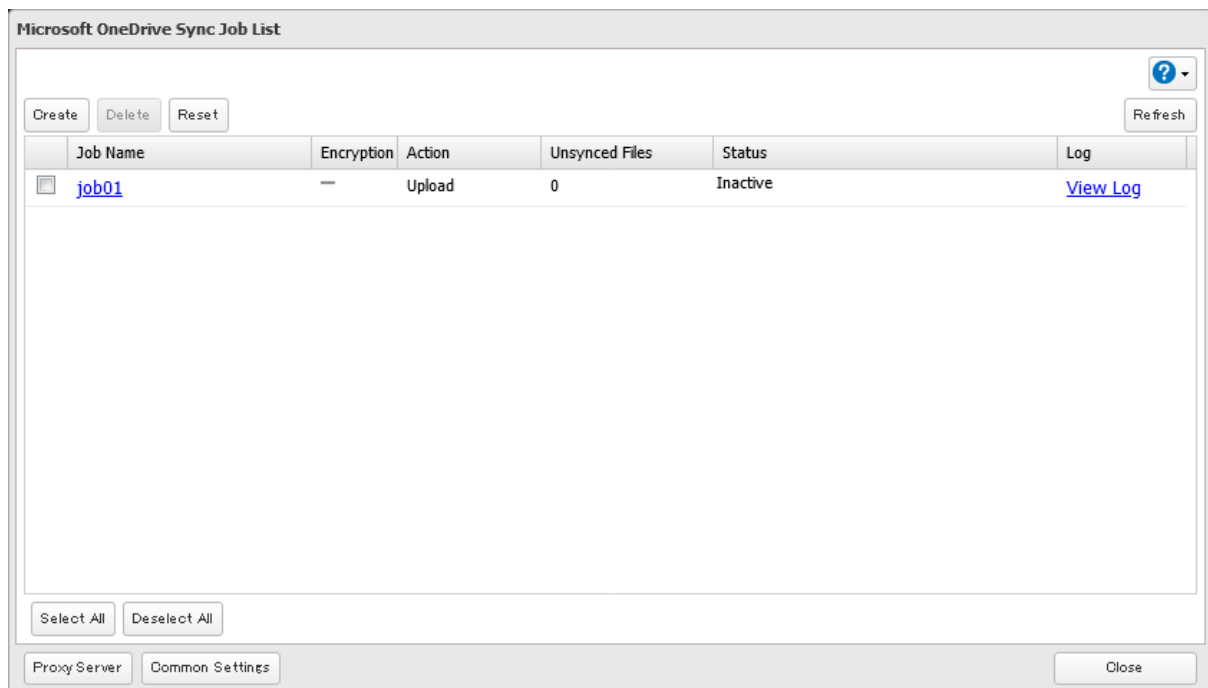 Microsoft OneDrive Sync Job List
?
Create Delete Reset Refresh
Job Name Encryption Action Unsynced Files Status Log
job01 — Upload 0 Inactive View Log
Select All Deselect All
Proxy Server Common Settings Close